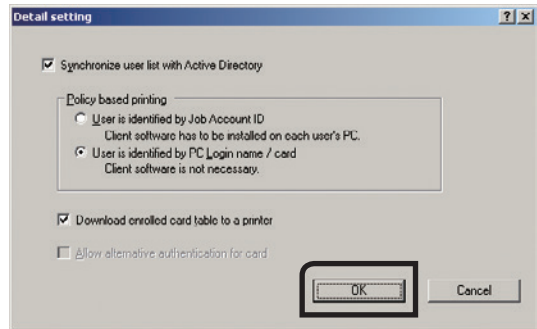 Detail setting
Synchronize user list with Active Directory
Policy based printing
User is identified by Job Account ID
Client software has to be installed on each user's PC.
User is identified by PC Login name / card
Client software is not necessary.
Download enrolled card table to a printer
Allow alternative authentication for card
OK Cancel